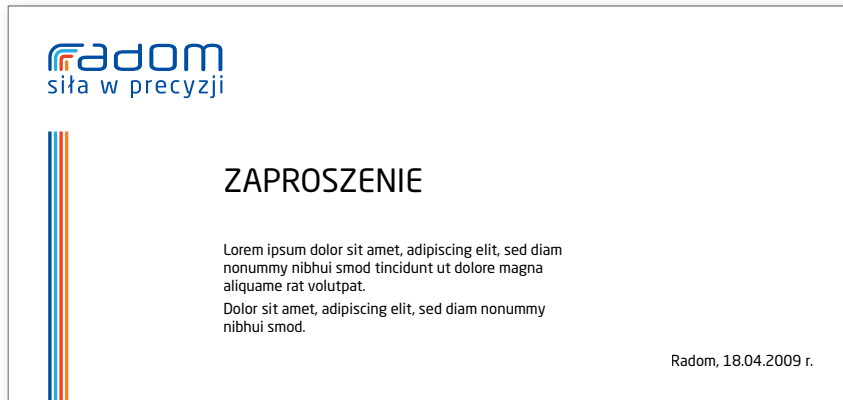 radom
siła w precyzji
ZAPROSZENIE
Lorem ipsum dolor sit amet, adipiscing elit, sed diam
nonummy nibhui smod tincidunt ut dolore magna
aliquame rat volutpat.
Dolor sit amet, adipiscing elit, sed diam nonummy
nibhui smod.
Radom, 18.04.2009 r.